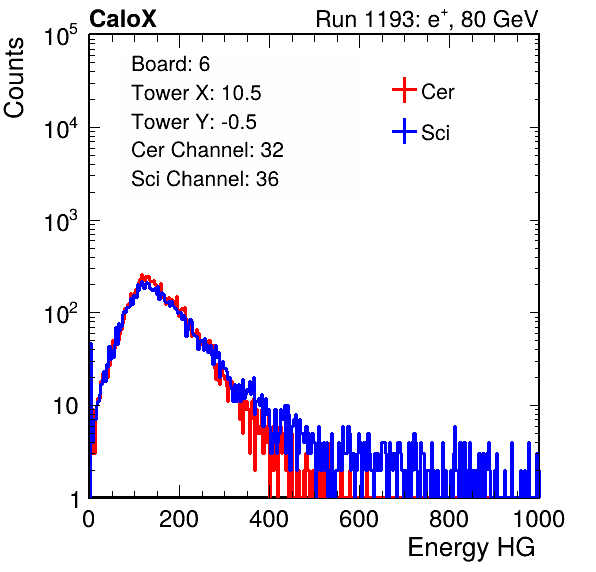 CaloX Run 1193: e⁺, 80 GeV
Board: 6
Tower X: 10.5
Tower Y: -0.5
Cer Channel: 32
Sci Channel: 36
Cer
Sci
Counts
10⁵
10⁴
10³
10²
10
1
0 200 400 600 800 1000
Energy HG